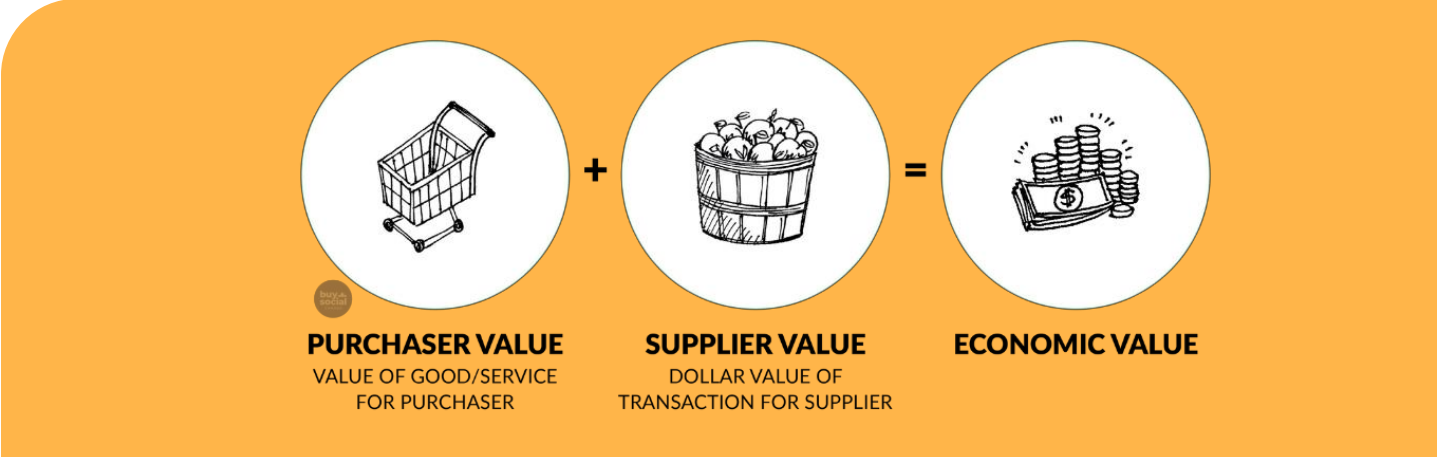 +
=
$
buy
social
PURCHASER VALUE
VALUE OF GOOD/SERVICE
FOR PURCHASER
SUPPLIER VALUE
DOLLAR VALUE OF
TRANSACTION FOR SUPPLIER
ECONOMIC VALUE